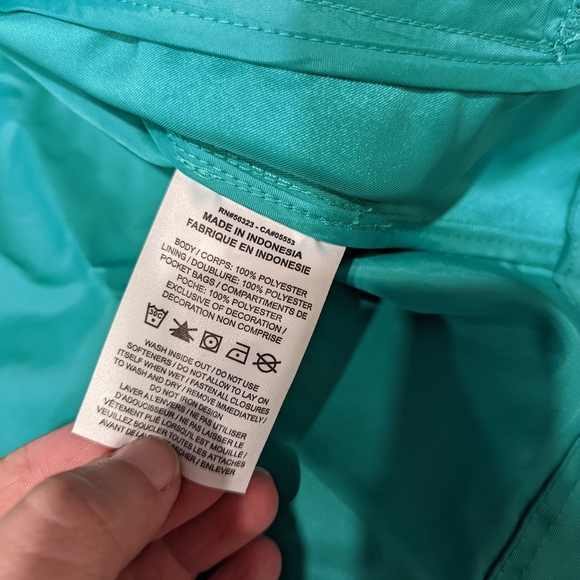 RN#56323 - CA#05553
MADE IN INDONESIA
FABRIQUE EN INDONESIE
BODY / CORPS: 100% POLYESTER
LINING / DOUBLURE: 100% POLYESTER
POCKET BAGS / COMPARTIMENTS DE
POCHE: 100% POLYESTER
EXCLUSIVE OF DECORATION /
DECORATION NON COMPRISE
WASH INSIDE OUT / DO NOT USE
SOFTENERS / DO NOT ALLOW TO LAY ON
ITSELF WHEN WET / FASTEN ALL CLOSURES
TO WASH AND DRY / REMOVE IMMEDIATELY /
DO NOT IRON DESIGN
LAVER A L'ENVERS / NE PAS UTILISER
D'ADOUCISSEUR / NE PAS LAISSER LE
VÊTEMENT PLIÉ LORSQU'IL EST MOUILLÉ /
VEUILLEZ BOUCLER TOUTES LES ATTACHES
AVANT DE LAVER / ENLEVER